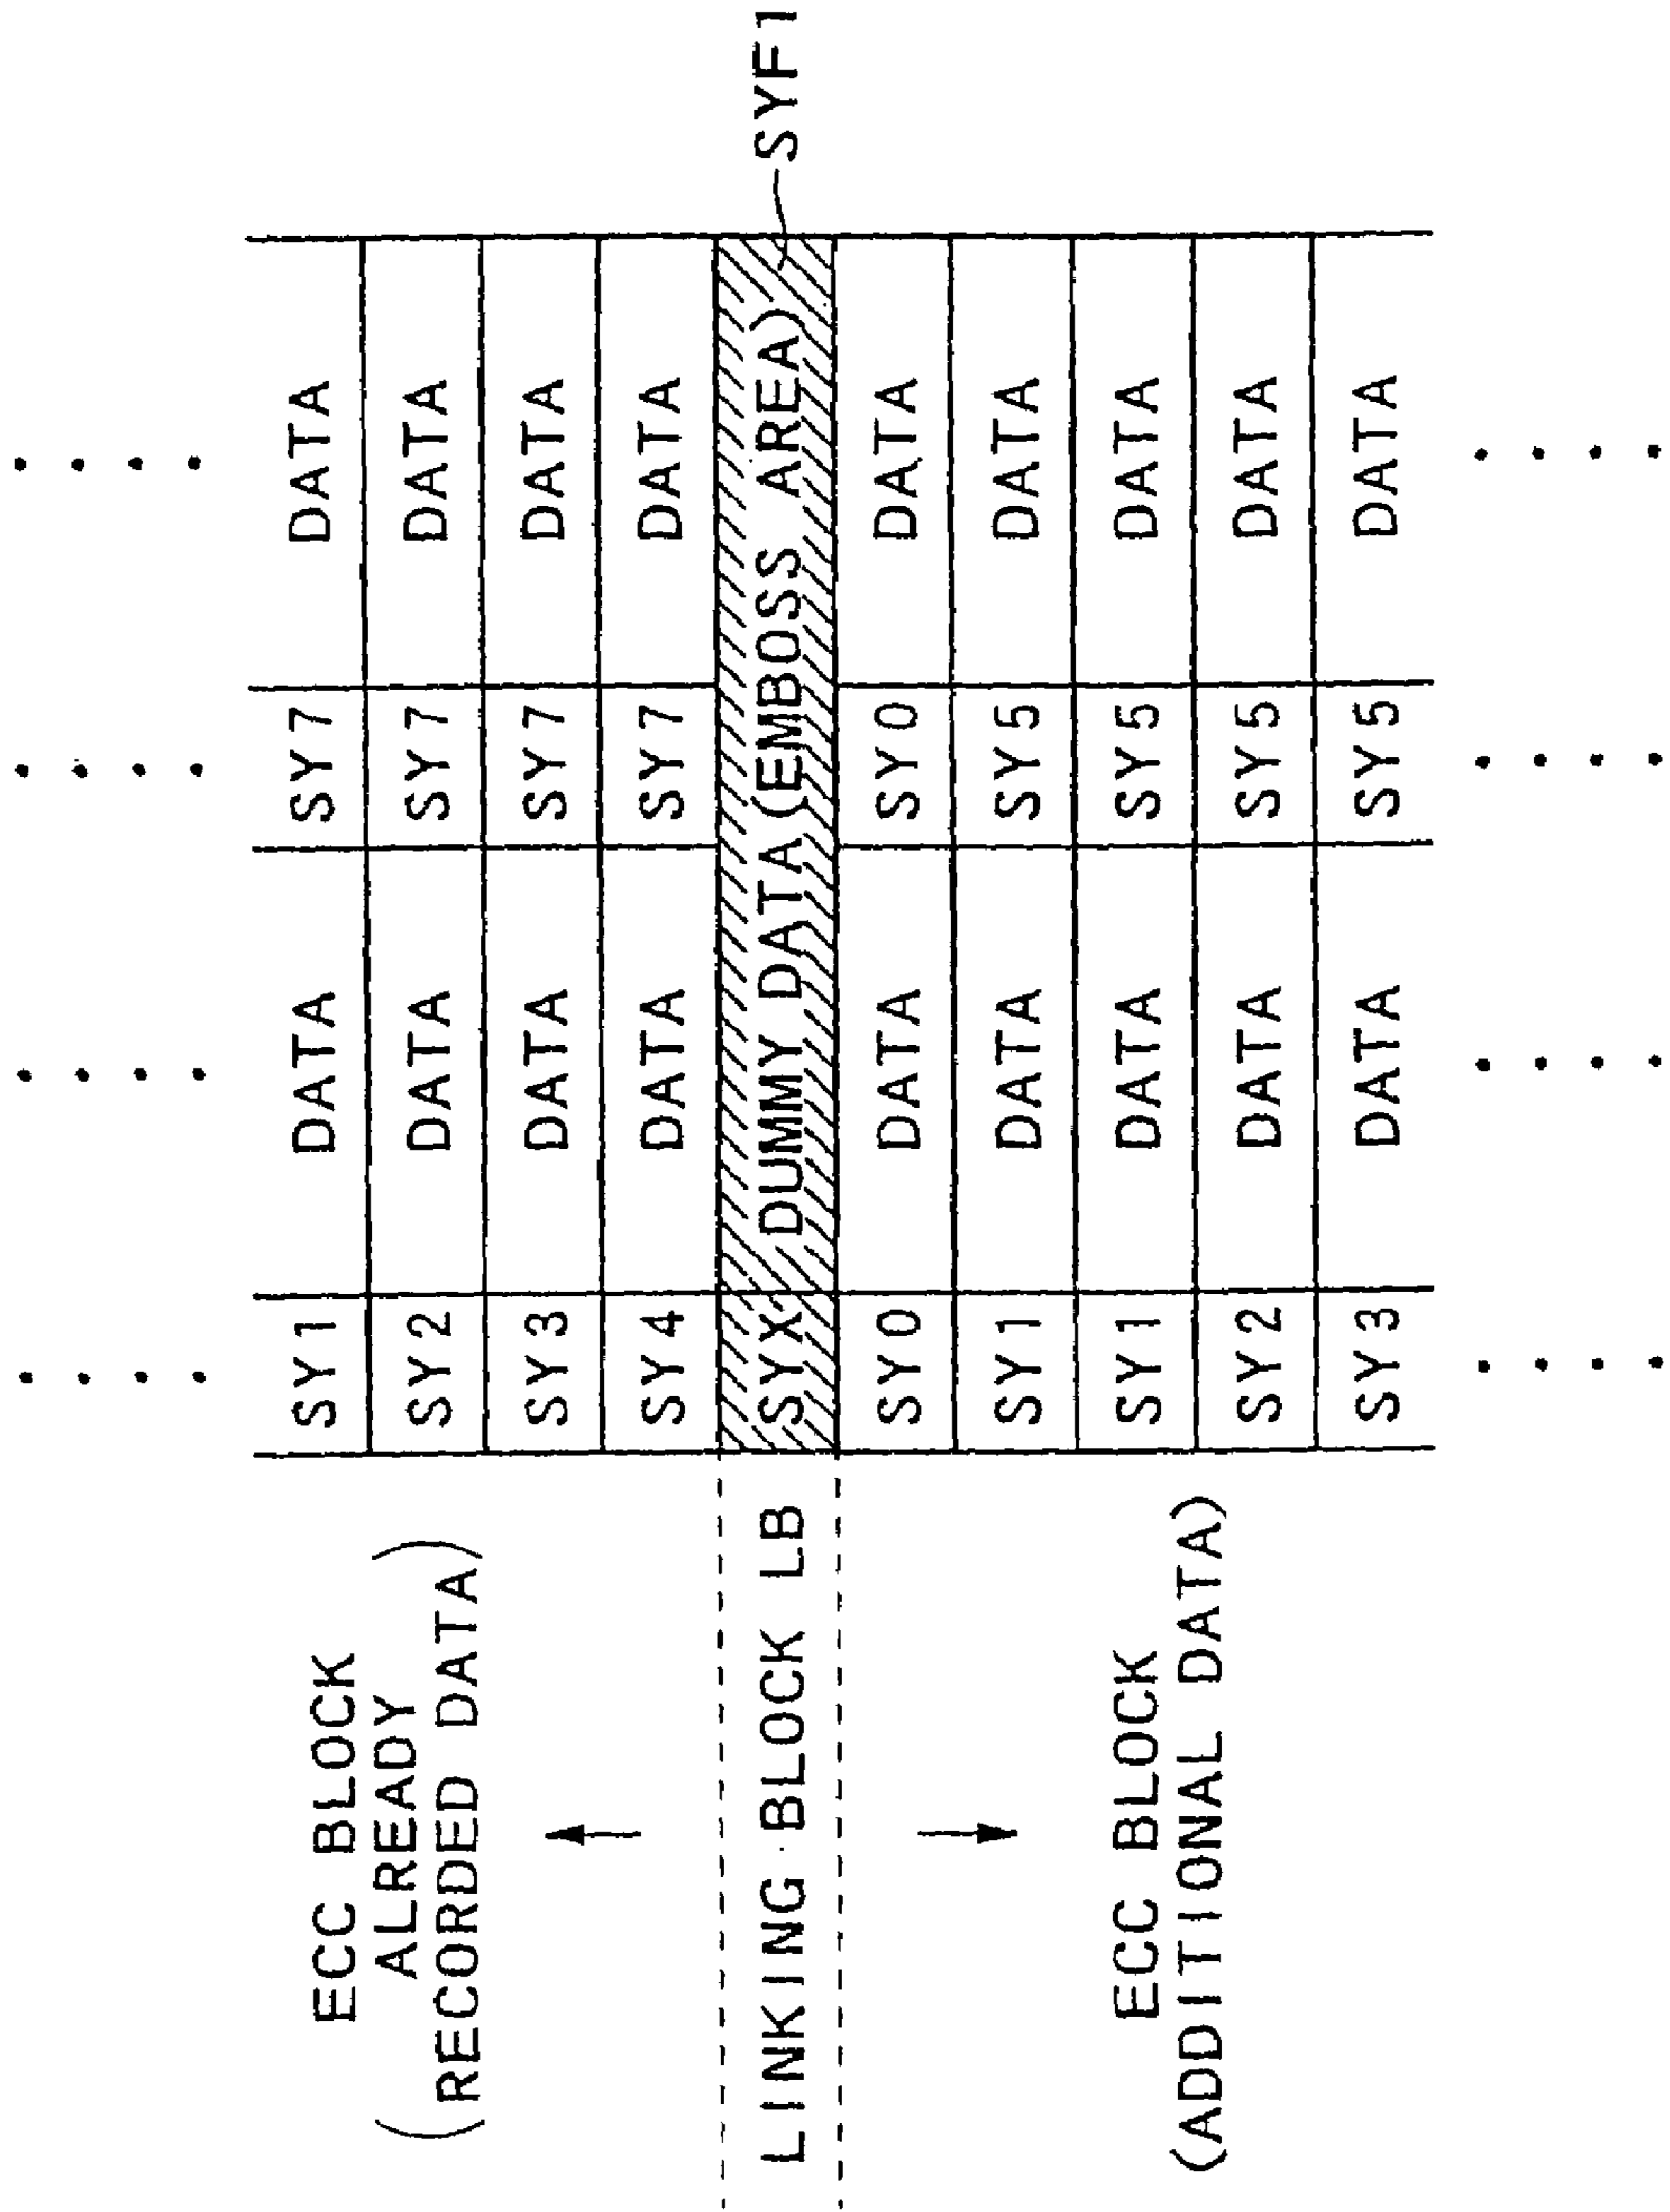 ECC BLOCK
(ALREADY
RECORDED DATA)
SY1 DATA SY7 DATA
SY2 DATA SY7 DATA
SY3 DATA SY7 DATA
SY4 DATA SY7 DATA
LINKING BLOCK LB
SYX DUMMY DATA (EMBOSS AREA)
SYF1
ECC BLOCK
(ADDITIONAL DATA)
SY0 DATA SY0 DATA
SY1 DATA SY5 DATA
SY1 DATA SY5 DATA
SY2 DATA SY5 DATA
SY3 DATA SY5 DATA